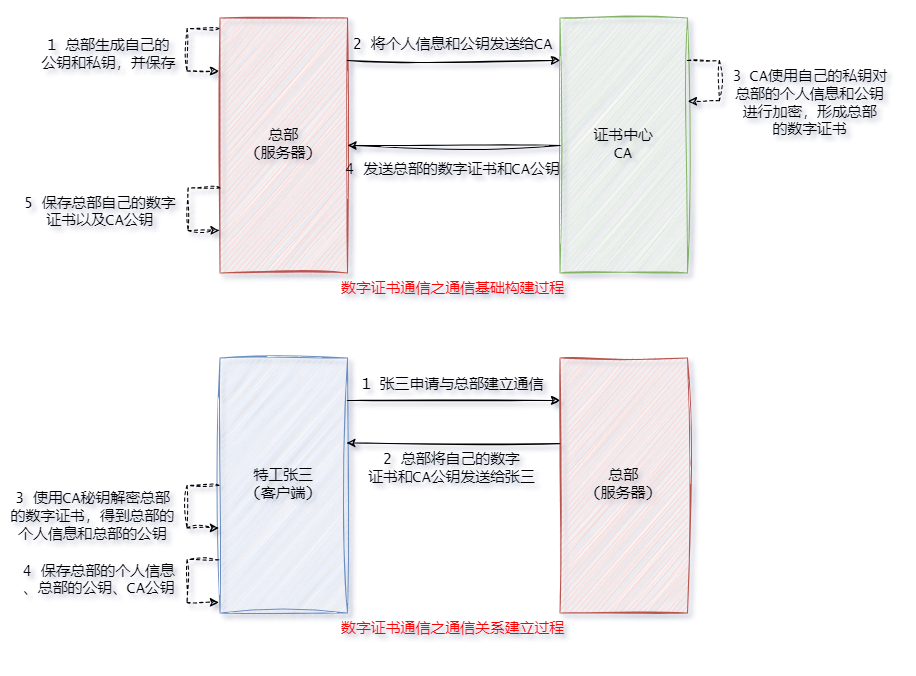 1 总部生成自己的
公钥和私钥，并保存
2 将个人信息和公钥发送给CA
3 CA使用自己的私钥对
总部的个人信息和公钥
进行加密，形成总部
的数字证书
总部
（服务器）
证书中心
CA
4 发送总部的数字证书和CA公钥
5 保存总部自己的数字
证书以及CA公钥
数字证书通信之通信基础构建过程
1 张三申请与总部建立通信
2 总部将自己的数字
证书和CA公钥发送给张三
特工张三
（客户端）
总部
（服务器）
3 使用CA秘钥解密总部
的数字证书，得到总部的
个人信息和总部的公钥
4 保存总部的个人信息
、总部的公钥、CA公钥
数字证书通信之通信关系建立过程